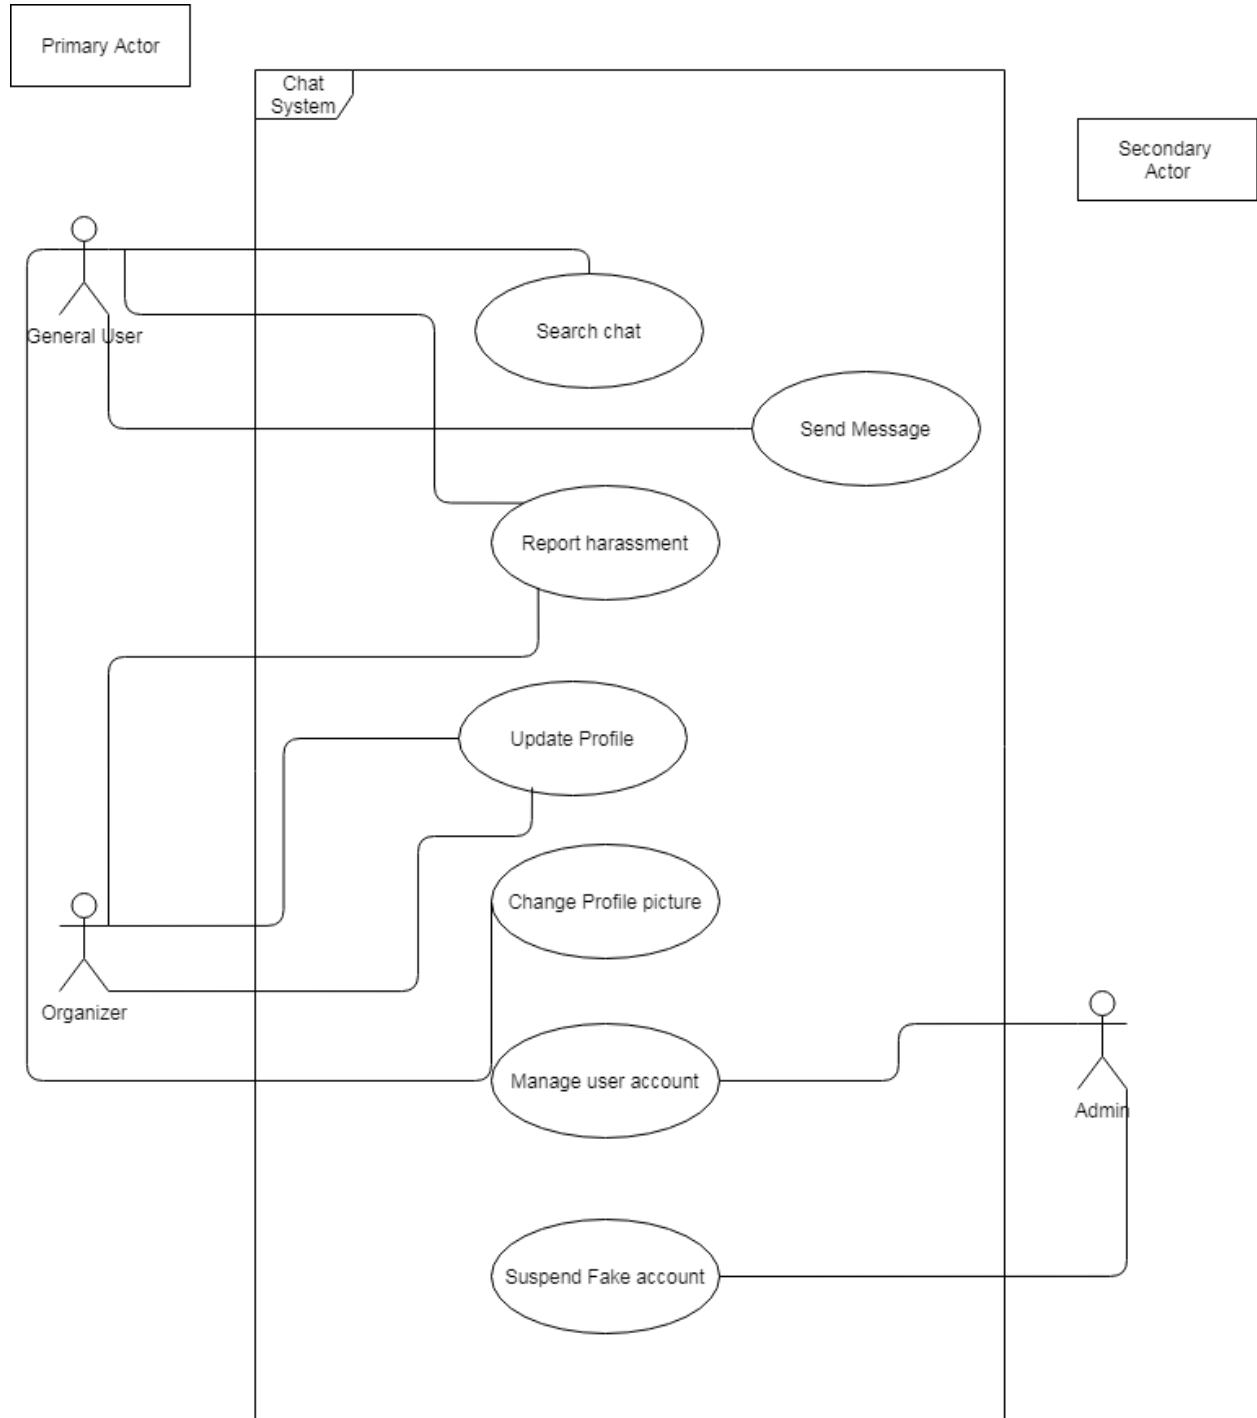 Primary Actor
Chat
System
Secondary
Actor
General User
Search chat
Send Message
Report harassment
Update Profile
Change Profile picture
Organizer
Manage user account
Admin
Suspend Fake account